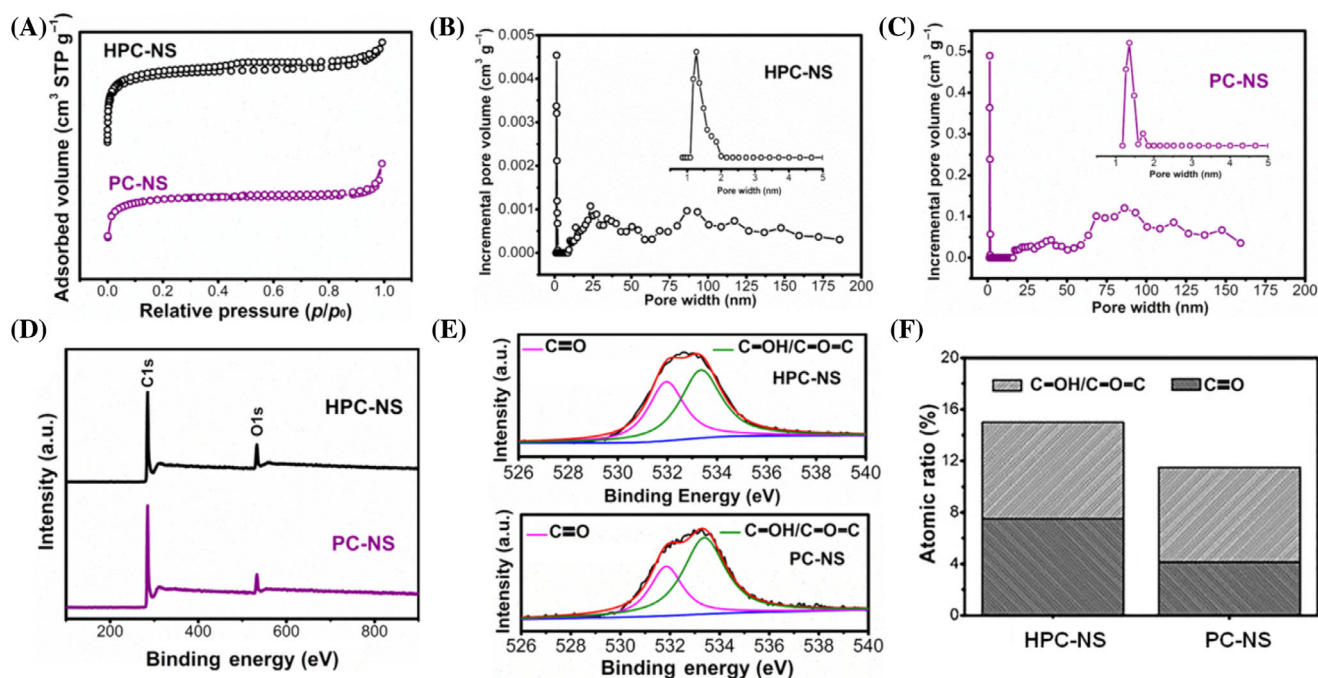 (A)
HPC-NS
PC-NS
Adsorbed volume (cm³ STP g⁻¹)
0.0 0.2 0.4 0.6 0.8 1.0
Relative pressure (p/p₀)
(B)
HPC-NS
Incremental pore volume (cm³ g⁻¹)
0.005
0.004
0.003
0.002
0.001
0.000
1 2 3 4 5
Pore width (nm)
0 25 50 75 100 125 150 175 200
Pore width (nm)
(C)
PC-NS
Incremental pore volume (cm³ g⁻¹)
0.5
0.4
0.3
0.2
0.1
0.0
1 2 3 4 5
Pore width (nm)
0 25 50 75 100 125 150 175 200
Pore width (nm)
(D)
C1s
O1s
HPC-NS
PC-NS
Intensity (a.u.)
200 400 600 800
Binding energy (eV)
(E)
C=O
C-OH/C-O-C
HPC-NS
Intensity (a.u.)
526 528 530 532 534 536 538 540
Binding Energy (eV)
C=O
C-OH/C-O-C
PC-NS
Intensity (a.u.)
526 528 530 532 534 536 538 540
Binding energy (eV)
(F)
C-OH/C-O=C C=O
Atomic ratio (%)
20
16
12
8
4
0
HPC-NS PC-NS